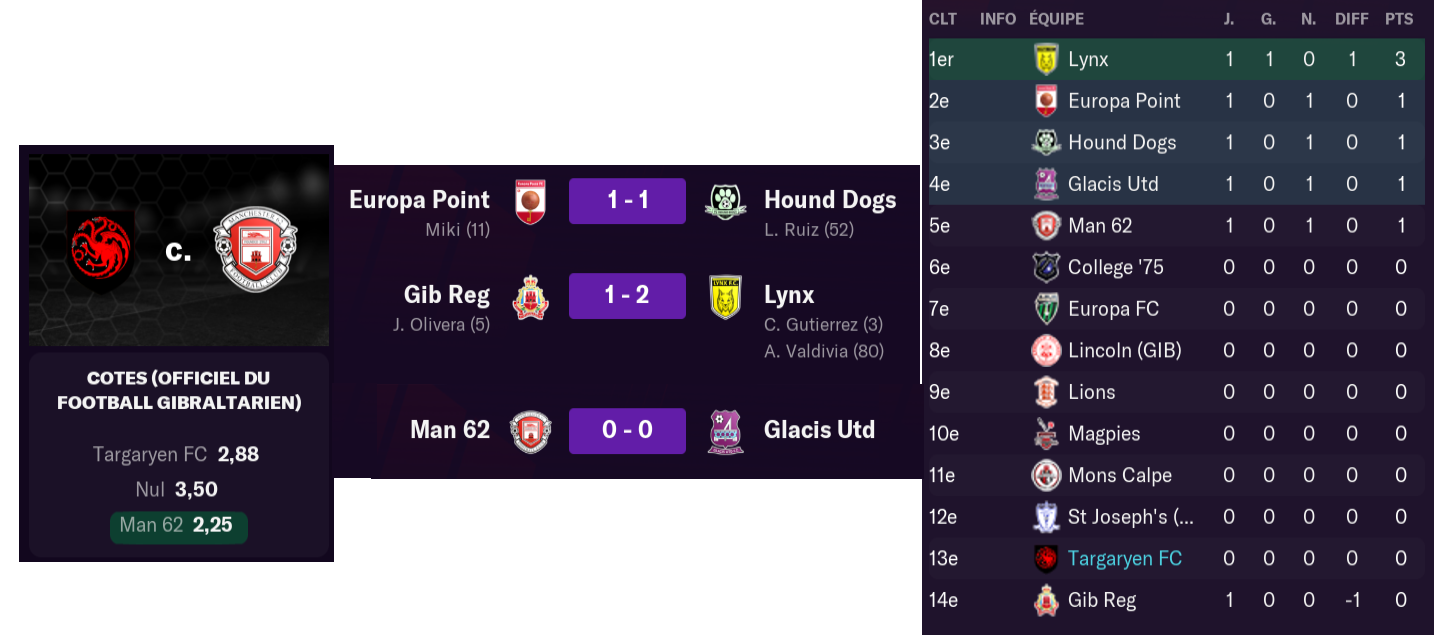 c.
COTES (OFFICIEL DU
FOOTBALL GIBRALTARIEN)
Targaryen FC 2,88
Nul 3,50
Man 62 2,25
Europa Point 1 - 1 Hound Dogs
Miki (11) L. Ruiz (52)
Gib Reg 1 - 2 Lynx
J. Olivera (5) C. Gutierrez (3)
A. Valdivia (80)
Man 62 0 - 0 Glacis Utd
CLT INFO ÉQUIPE J. G. N. DIFF PTS
1er Lynx 1 1 0 1 3
2e Europa Point 1 0 1 0 1
3e Hound Dogs 1 0 1 0 1
4e Glacis Utd 1 0 1 0 1
5e Man 62 1 0 1 0 1
6e College '75 0 0 0 0 0
7e Europa FC 0 0 0 0 0
8e Lincoln (GIB) 0 0 0 0 0
9e Lions 0 0 0 0 0
10e Magpies 0 0 0 0 0
11e Mons Calpe 0 0 0 0 0
12e St Joseph's (... 0 0 0 0 0
13e Targaryen FC 0 0 0 0 0
14e Gib Reg 1 0 0 -1 0